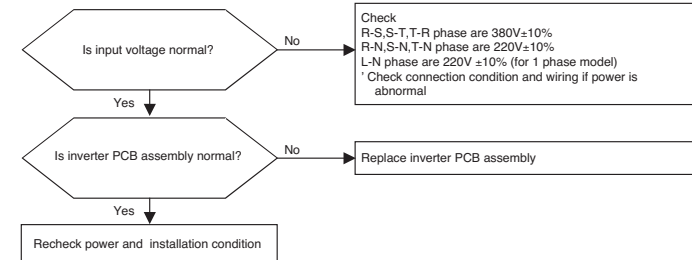 Is input voltage normal?
No
Check
R-S,S-T,T-R phase are 380V±10%
R-N,S-N,T-N phase are 220V±10%
L-N phase are 220V ±10% (for 1 phase model)
' Check connection condition and wiring if power is
abnormal
Yes
Is inverter PCB assembly normal?
No
Replace inverter PCB assembly
Yes
Recheck power and installation condition